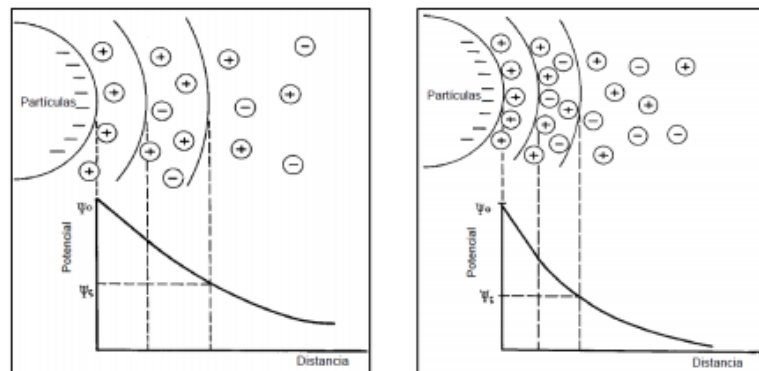 Partículas
Ψo
Potencial
Ψζ
Distancia
Partículas
Ψo
Potencial
Ψζ
Distancia